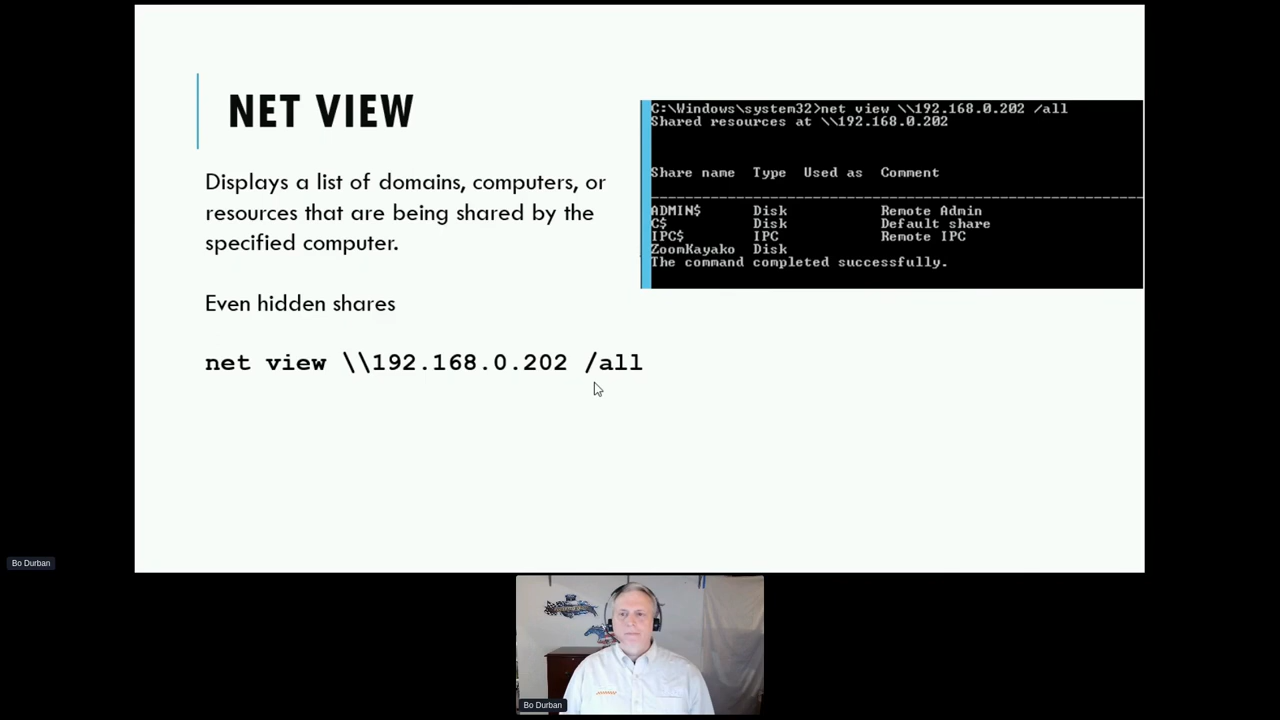 NET VIEW
Displays a list of domains, computers, or
resources that are being shared by the
specified computer.
Even hidden shares
net view \\192.168.0.202 /all
C:\Windows\system32>net view \\192.168.0.202 /all
Shared resources at \\192.168.0.202
Share name Type Used as Comment
ADMIN$ Disk Remote Admin
C$ Disk Default share
IPC$ IPC Remote IPC
ZoomKayako Disk
The command completed successfully.
Bo Durban
Bo Durban